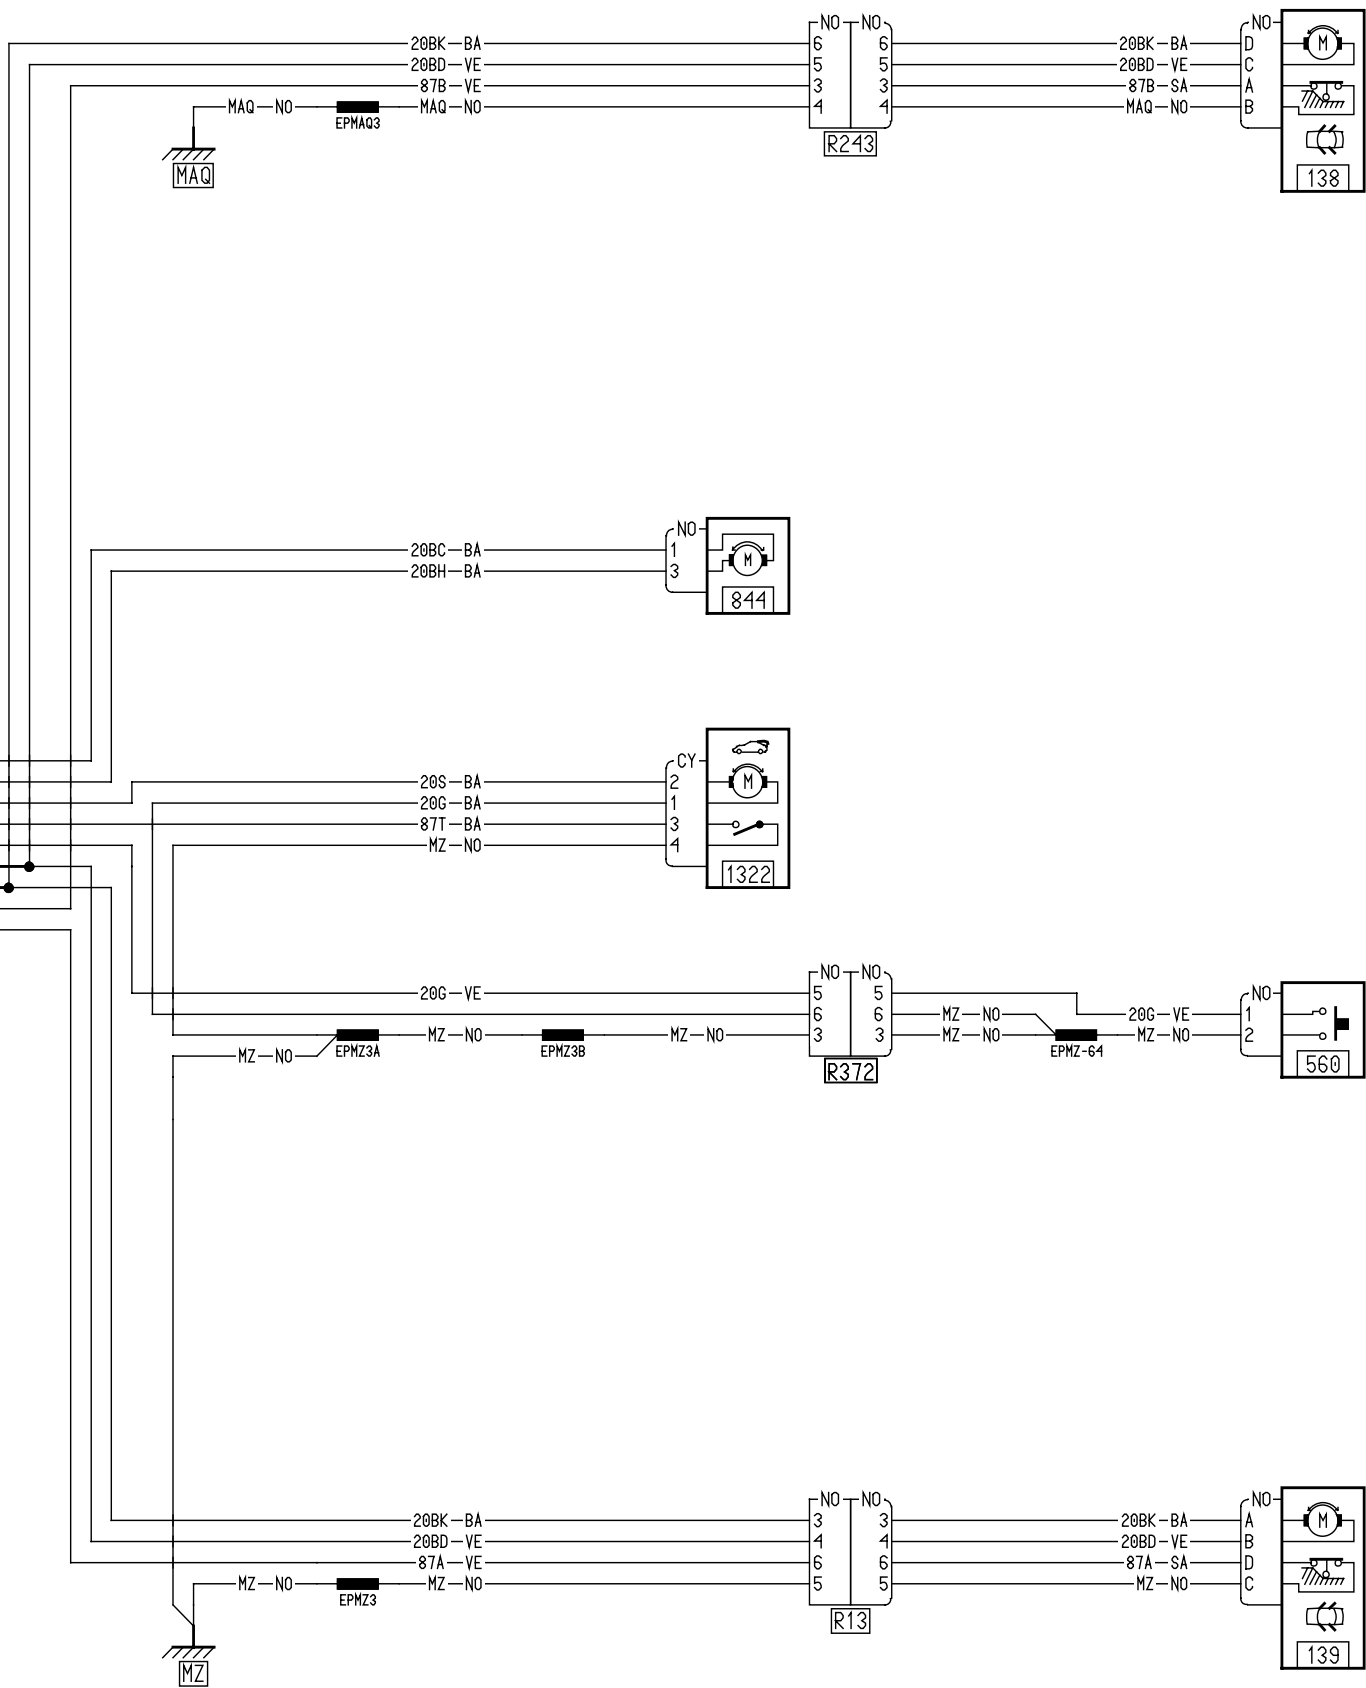 NO NO NO
20BK BA 6 6 20BK BA D M
20BD VE 5 5 20BD VE C
87B VE 3 3 87B SA A
MAQ NO MAQ NO 4 4 MAQ NO B
EPMAQ3
R243
MAQ 138
NO
20BC BA 1 M
20BH BA 3
844
CY
20S BA 2 M
20G BA 1
87T BA 3
MZ NO 4
1322
NO NO
20G VE 5 5 NO
6 6 MZ NO 20G VE 1
MZ NO MZ NO 3 3 MZ NO MZ NO 2
MZ NO EPMZ3A EPMZ3B EPMZ-64
R372 560
NO NO NO
20BK BA 3 3 20BK BA A M
20BD VE 4 4 20BD VE B
87A VE 6 6 87A SA D
MZ NO MZ NO 5 5 MZ NO C
EPMZ3
R13
MZ 139